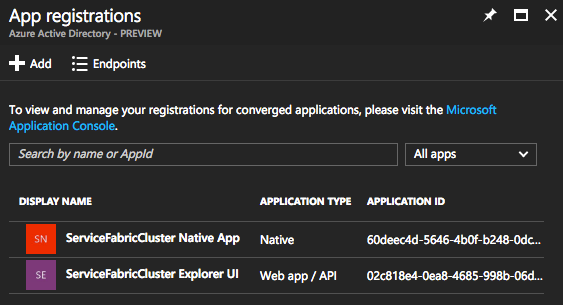 App registrations
Azure Active Directory - PREVIEW
Add
Endpoints
To view and manage your registrations for converged applications, please visit the Microsoft
Application Console.
Search by name or AppId
All apps
DISPLAY NAME APPLICATION TYPE APPLICATION ID
SN ServiceFabricCluster Native App Native 60deec4d-5646-4b0f-b248-0dc...
SE ServiceFabricCluster Explorer UI Web app / API 02c818e4-0ea8-4685-998b-06d...